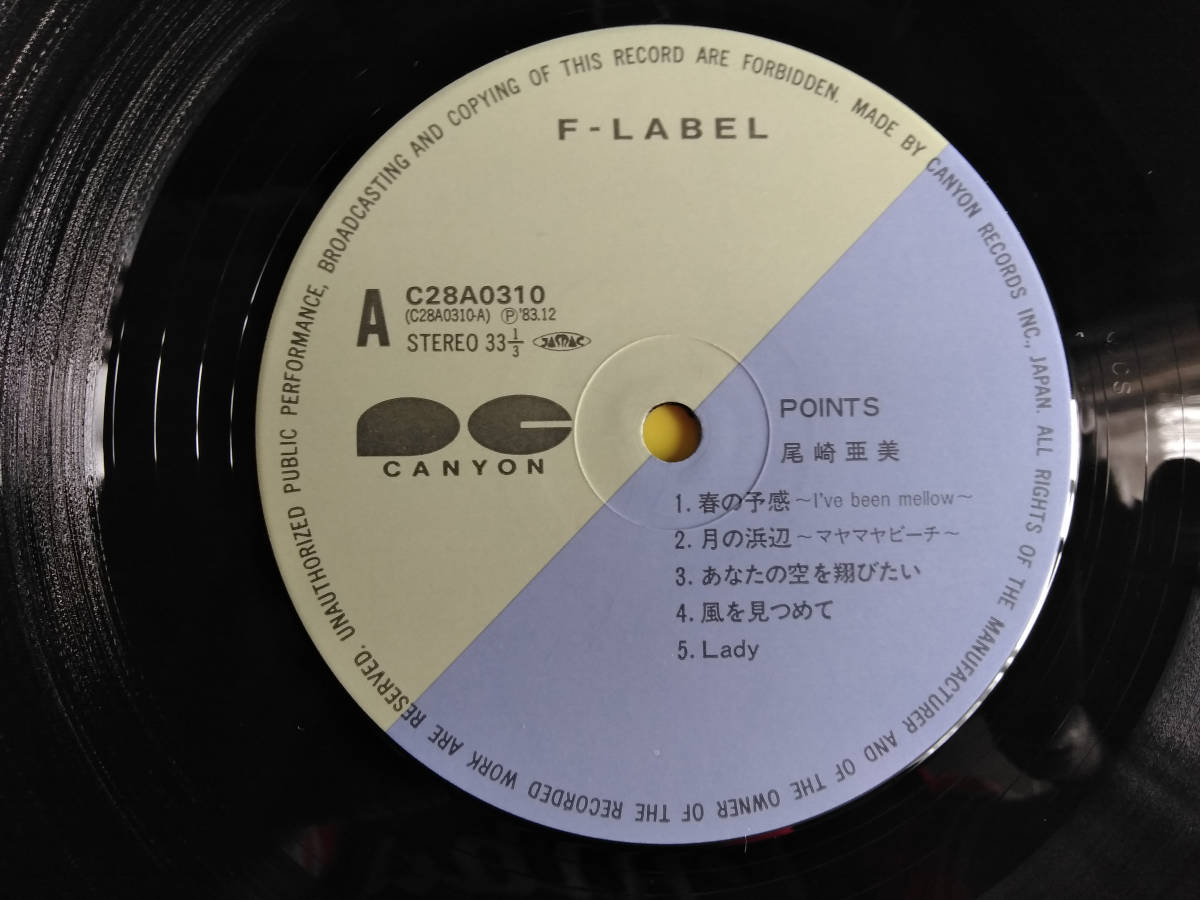 UNAUTHORIZED PUBLIC PERFORMANCE, BROADCASTING AND COPYING OF THIS RECORD ARE FORBIDDEN. MADE BY CANYON RECORDS INC., JAPAN. ALL RIGHTS OF THE MANUFACTURER AND OF THE OWNER OF THE RECORDED WORK ARE RESERVED.
F-LABEL
A
C28A0310
(C28A0310-A) Ⓟ'83.12
STEREO 33⅓ JASRAC
CANYON
POINTS
尾崎亜美
1. 春の予感～I've been mellow～
2. 月の浜辺～マヤマヤビーチ～
3. あなたの空を翔びたい
4. 風を見つめて
5. Lady